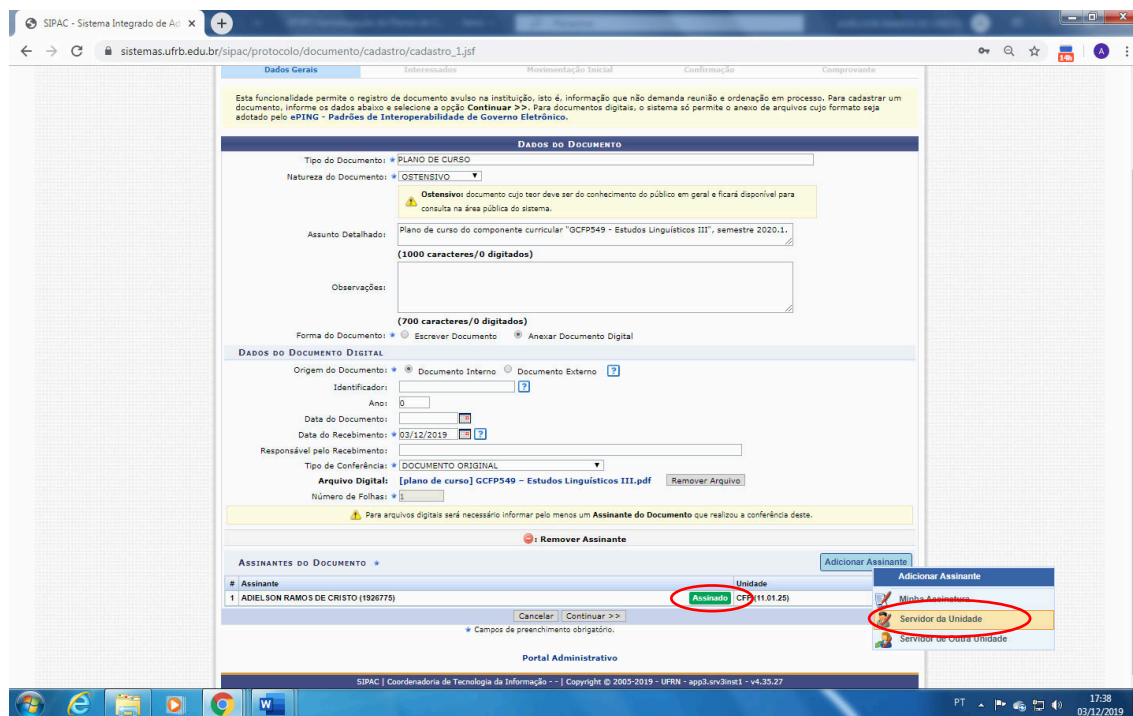 SIPAC - Sistema Integrado de Ad
sistemas.ufrb.edu.br/sipac/protocolo/documento/cadastro/cadastro_1.jsf
14h
A
Dados Gerais Interessados Movimentação Inicial Confirmação Comprovante
Esta funcionalidade permite o registro de documento avulso na instituição, isto é, informação que não demanda reunião e ordenação em processo. Para cadastrar um
documento, informe os dados abaixo e selecione a opção Continuar >>. Para documentos digitais, o sistema só permite o anexo de arquivos cujo formato seja
adotado pelo ePING - Padrões de Interoperabilidade de Governo Eletrônico.
DADOS DO DOCUMENTO
Tipo do Documento: * PLANO DE CURSO
Natureza do Documento: * OSTENSIVO
Ostensivo: documento cujo teor deve ser do conhecimento do público em geral e ficará disponível para
consulta na área pública do sistema.
Assunto Detalhado: Plano de curso do componente curricular "GCFP549 - Estudos Linguísticos III", semestre 2020.1.
(1000 caracteres/0 digitados)
Observações:
(700 caracteres/0 digitados)
Forma do Documento: * Escrever Documento Anexar Documento Digital
DADOS DO DOCUMENTO DIGITAL
Origem do Documento: * Documento Interno Documento Externo ?
Identificador: ?
Ano: 0
Data do Documento:
Data do Recebimento: * 03/12/2019 ?
Responsável pelo Recebimento:
Tipo de Conferência: * DOCUMENTO ORIGINAL
Arquivo Digital: [plano de curso] GCFP549 – Estudos Linguísticos III.pdf Remover Arquivo
Número de Folhas: * 1
Para arquivos digitais será necessário informar pelo menos um Assinante do Documento que realizou a conferência deste.
: Remover Assinante
ASSINANTES DO DOCUMENTO * Adicionar Assinante
# Assinante Unidade
1 ADIELSON RAMOS DE CRISTO (1926775) Assinado CFP (11.01.25)
Adicionar Assinante
Minha Assinatura
Servidor da Unidade
Servidor de Outra Unidade
Cancelar Continuar >>
* Campos de preenchimento obrigatório.
Portal Administrativo
SIPAC | Coordenadoria de Tecnologia da Informação - - | Copyright © 2005-2019 - UFRN - app3.srv3inst1 - v4.35.27
PT 17:38
03/12/2019